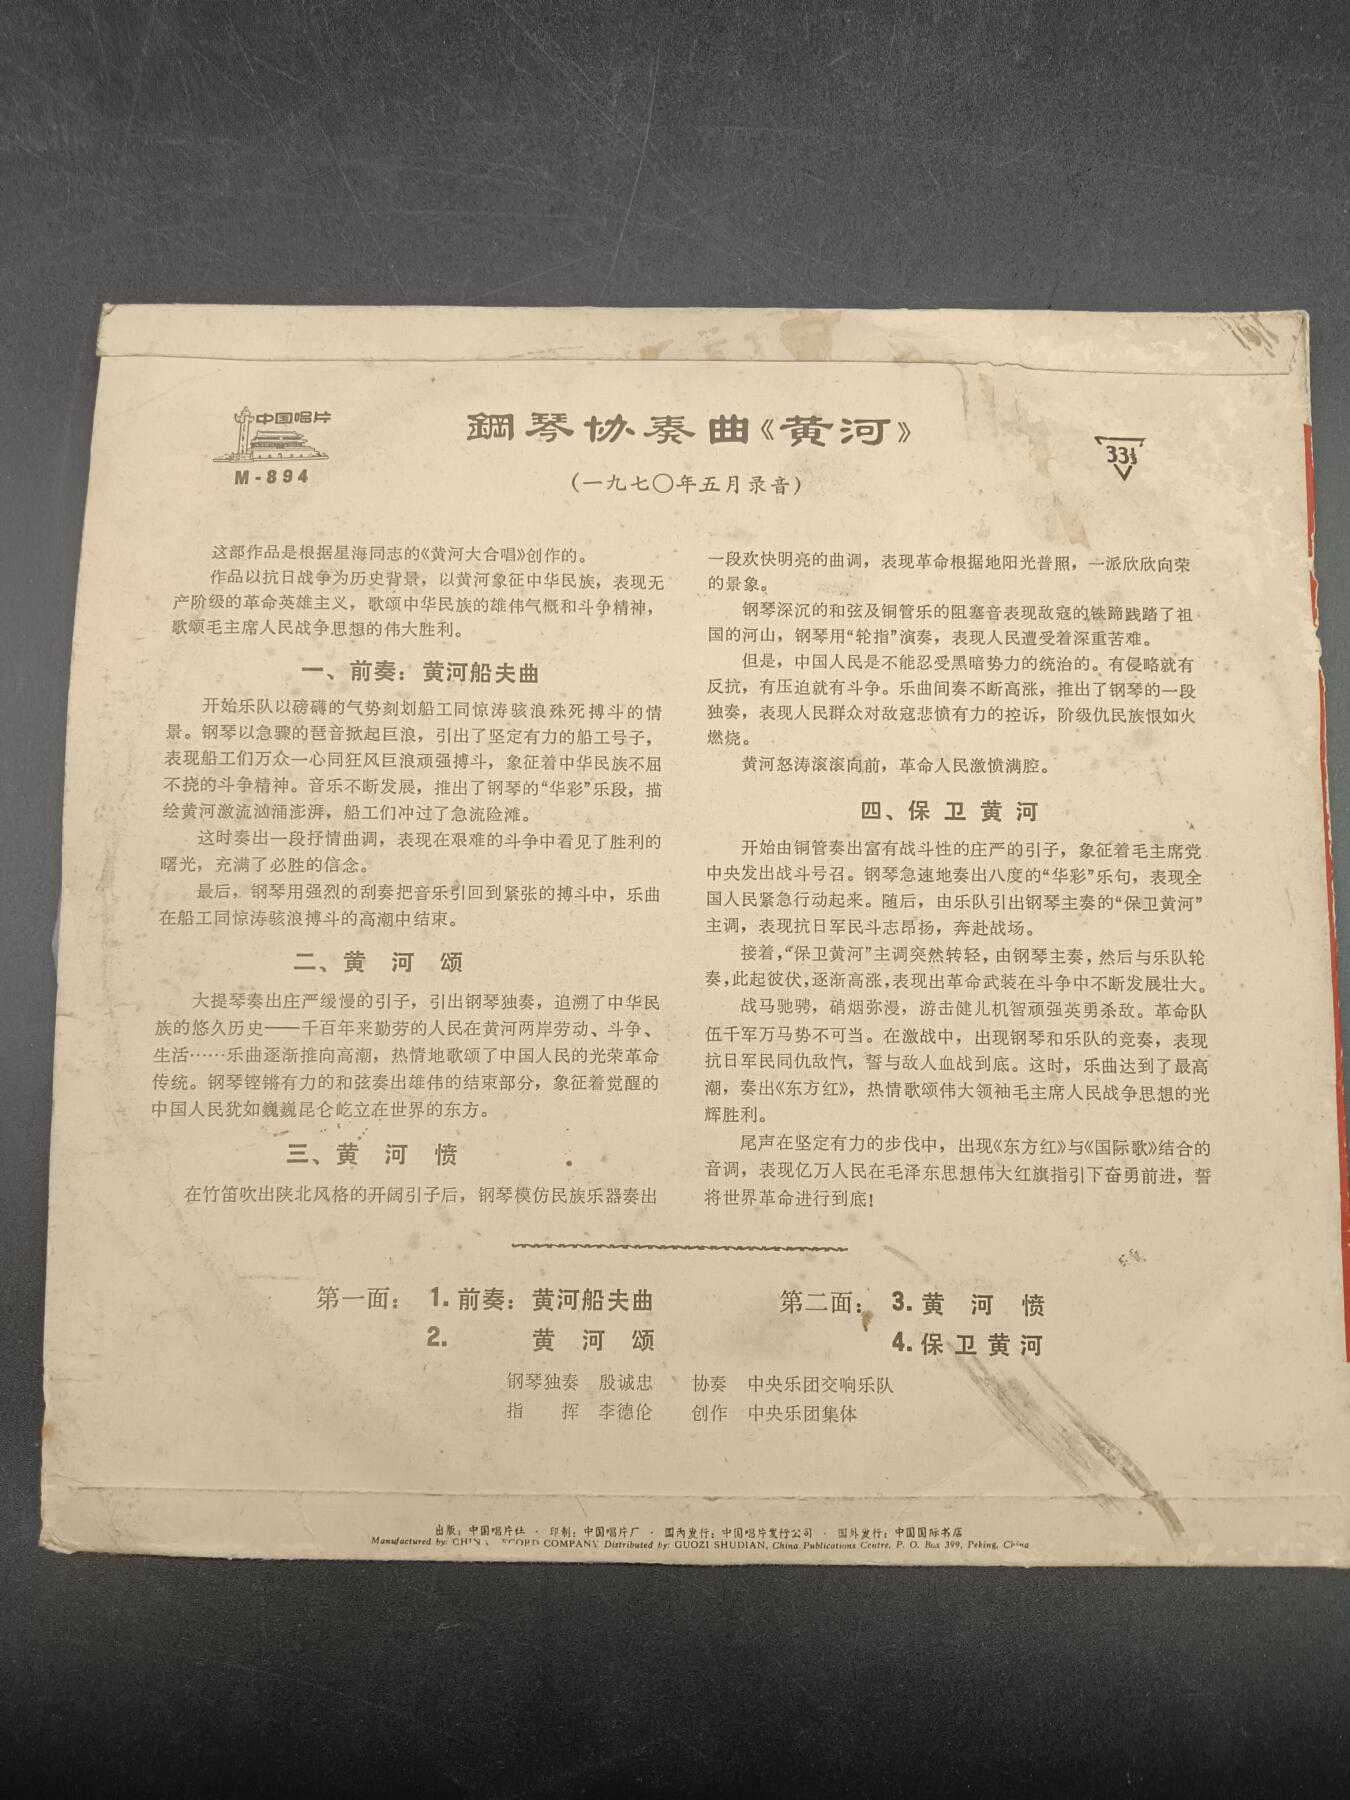 中国唱片
M-894
鋼琴协奏曲《黄河》
(一九七〇年五月录音)
33⅓
这部作品是根据星海同志的《黄河大合唱》创作的。
作品以抗日战争为历史背景，以黄河象征中华民族，表现无
产阶级的革命英雄主义，歌颂中华民族的雄伟气概和斗争精神，
歌颂毛主席人民战争思想的伟大胜利。
一、前奏：黄河船夫曲
开始乐队以磅礴的气势刻划船工同惊涛骇浪殊死搏斗的情
景。钢琴以急骤的琶音掀起巨浪，引出了坚定有力的船工号子，
表现船工们万众一心同狂风巨浪顽强搏斗，象征着中华民族不屈
不挠的斗争精神。音乐不断发展，推出了钢琴的“华彩”乐段，描
绘黄河激流汹涌澎湃，船工们冲过了急流险滩。
这时奏出一段抒情曲调，表现在艰难的斗争中看见了胜利的
曙光，充满了必胜的信念。
最后，钢琴用强烈的刮奏把音乐引回到紧张的搏斗中，乐曲
在船工同惊涛骇浪搏斗的高潮中结束。
二、黄河颂
大提琴奏出庄严缓慢的引子，引出钢琴独奏，追溯了中华民
族的悠久历史——千百年来勤劳的人民在黄河两岸劳动、斗争、
生活……乐曲逐渐推向高潮，热情地歌颂了中国人民的光荣革命
传统。钢琴铿锵有力的和弦奏出雄伟的结束部分，象征着觉醒的
中国人民犹如巍巍昆仑屹立在世界的东方。
三、黄河愤
在竹笛吹出陕北风格的开阔引子后，钢琴模仿民族乐器奏出
一段欢快明亮的曲调，表现革命根据地阳光普照，一派欣欣向荣
的景象。
钢琴深沉的和弦及铜管乐的阻塞音表现敌寇的铁蹄践踏了祖
国的河山，钢琴用“轮指”演奏，表现人民遭受着深重苦难。
但是，中国人民是不能忍受黑暗势力的统治的。有侵略就有
反抗，有压迫就有斗争。乐曲间奏不断高涨，推出了钢琴的一段
独奏，表现人民群众对敌寇悲愤有力的控诉，阶级仇民族恨如火
燃烧。
黄河怒涛滚滚向前，革命人民激愤满腔。
四、保卫黄河
开始由铜管奏出富有战斗性的庄严的引子，象征着毛主席党
中央发出战斗号召。钢琴急速地奏出八度的“华彩”乐句，表现全
国人民紧急行动起来。随后，由乐队引出钢琴主奏的“保卫黄河”
主调，表现抗日军民斗志昂扬，奔赴战场。
接着，“保卫黄河”主调突然转轻，由钢琴主奏，然后与乐队轮
奏，此起彼伏，逐渐高涨，表现出革命武装在斗争中不断发展壮大。
战马驰骋，硝烟弥漫，游击健儿机智顽强英勇杀敌。革命队
伍千军万马势不可当。在激战中，出现钢琴和乐队的竞奏，表现
抗日军民同仇敌忾，誓与敌人血战到底。这时，乐曲达到了最高
潮，奏出《东方红》，热情歌颂伟大领袖毛主席人民战争思想的光
辉胜利。
尾声在坚定有力的步伐中，出现《东方红》与《国际歌》结合的
音调，表现亿万人民在毛泽东思想伟大红旗指引下奋勇前进，誓
将世界革命进行到底！
第一面： 1. 前奏：黄河船夫曲
2. 黄河颂
第二面： 3. 黄河愤
4. 保卫黄河
钢琴独奏 殷诚忠 协奏 中央乐团交响乐队
指挥 李德伦 创作 中央乐团集体
出版：中国唱片社 · 印制：中国唱片厂 · 国内发行：中国唱片发行公司 · 国外发行：中国国际书店
Manufactured by: COMPANY Distributed by: GUOZI SHUDIAN, China Publications Centre, P. O. Box 399, Peking, China